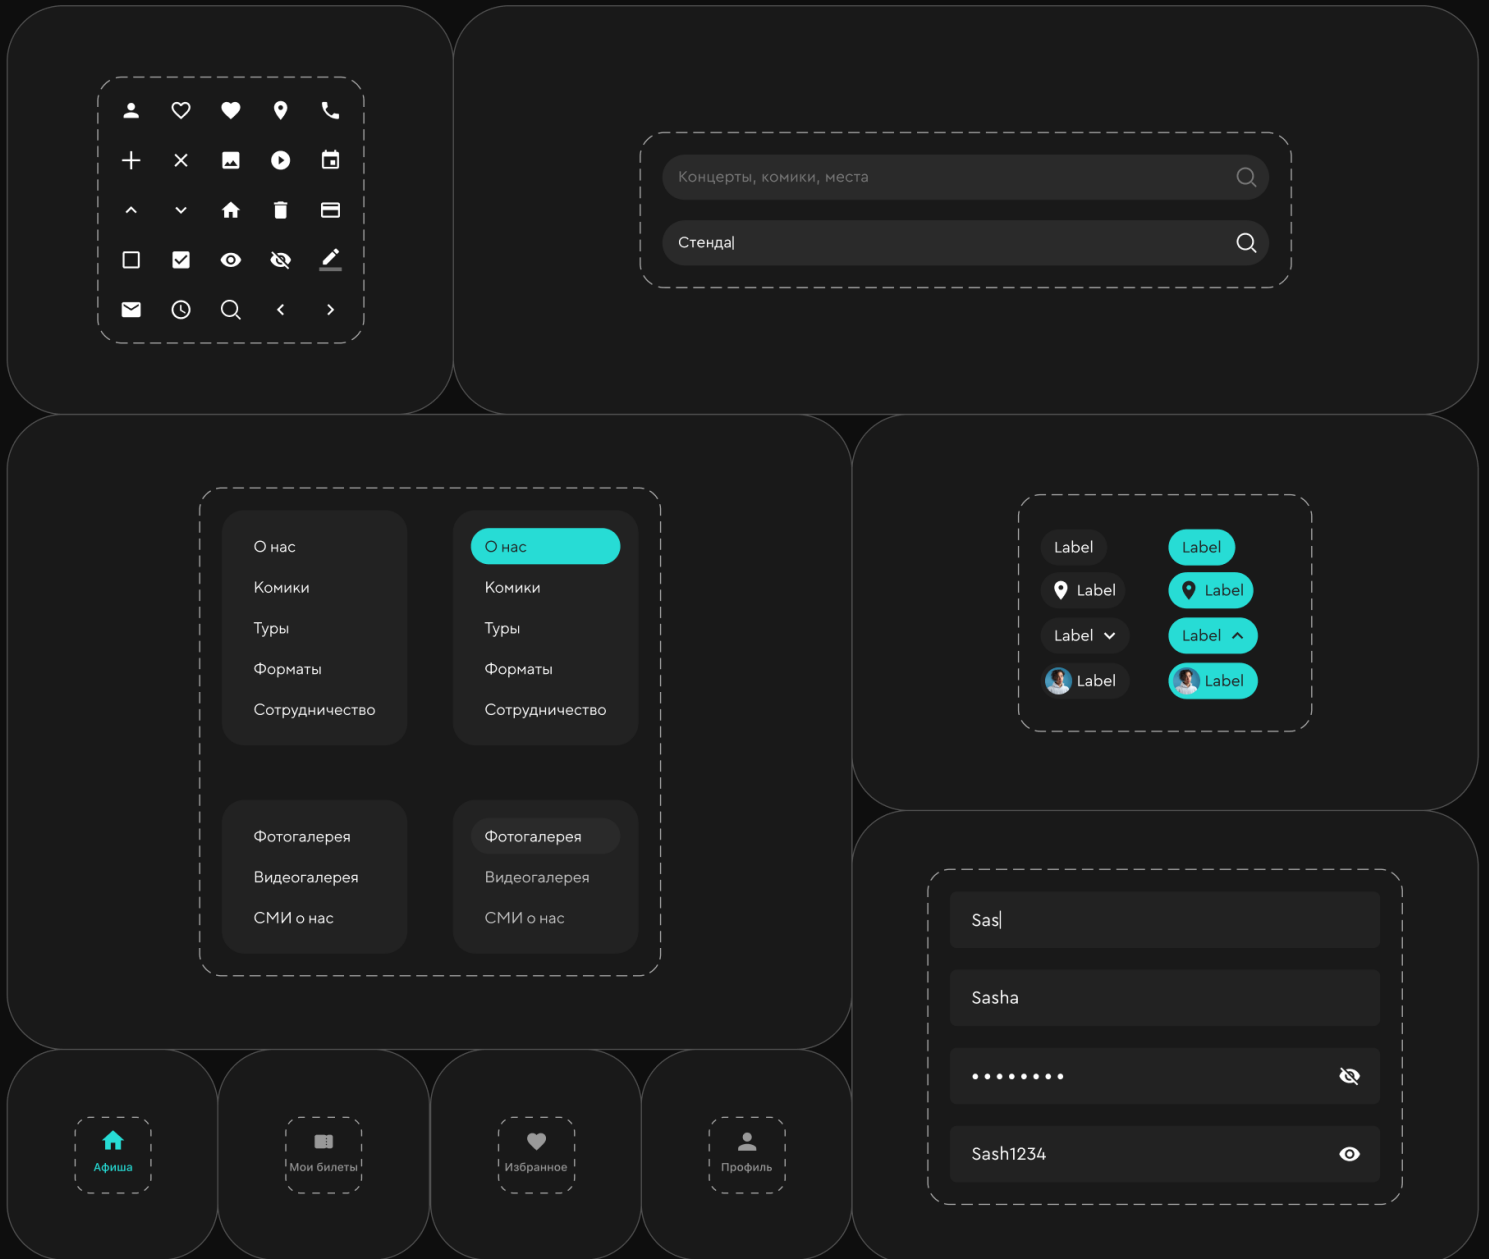 Концерты, комики, места
Стенда
О нас
Комики
Туры
Форматы
Сотрудничество
О нас
Комики
Туры
Форматы
Сотрудничество
Фотогалерея
Видеогалерея
СМИ о нас
Фотогалерея
Видеогалерея
СМИ о нас
Label
Label
Label
Label
Label
Label
Label
Label
Sas
Sasha
••••••••
Sash1234
Афиша
Мои билеты
Избранное
Профиль